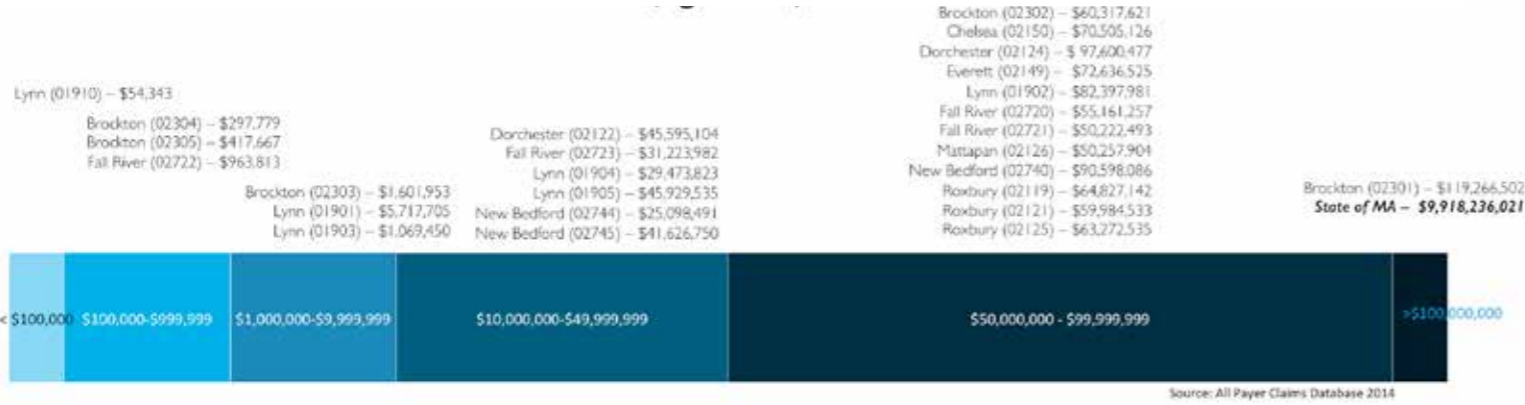 Brockton (02302) – $60,317,621
Chelsea (02150) – $70,505,126
Dorchester (02124) – $ 97,600,477
Everett (02149) – $72,636,525
Lynn (01902) – $82,397,981
Fall River (02720) – $55,161,257
Fall River (02721) – $50,222,493
Mattapan (02126) – $50,257,904
New Bedford (02740) – $90,598,086
Roxbury (02119) – $64,827,142
Roxbury (02121) – $59,984,533
Roxbury (02125) – $63,272,535
Lynn (01910) – $54,343
Brockton (02304) – $297,779
Brockton (02305) – $417,667
Fall River (02722) – $963,813
Brockton (02303) – $1,601,953
Lynn (01901) – $5,717,705
Lynn (01903) – $1,069,450
Dorchester (02122) – $45,595,104
Fall River (02723) – $31,223,982
Lynn (01904) – $29,473,823
Lynn (01905) – $45,929,535
New Bedford (02744) – $25,098,491
New Bedford (02745) – $41,626,750
Brockton (02301) – $119,266,502
State of MA – $9,918,236,021
< $100,000
$100,000-$999,999
$1,000,000-$9,999,999
$10,000,000-$49,999,999
$50,000,000 - $99,999,999
>$100,000,000
Source: All Payer Claims Database 2014